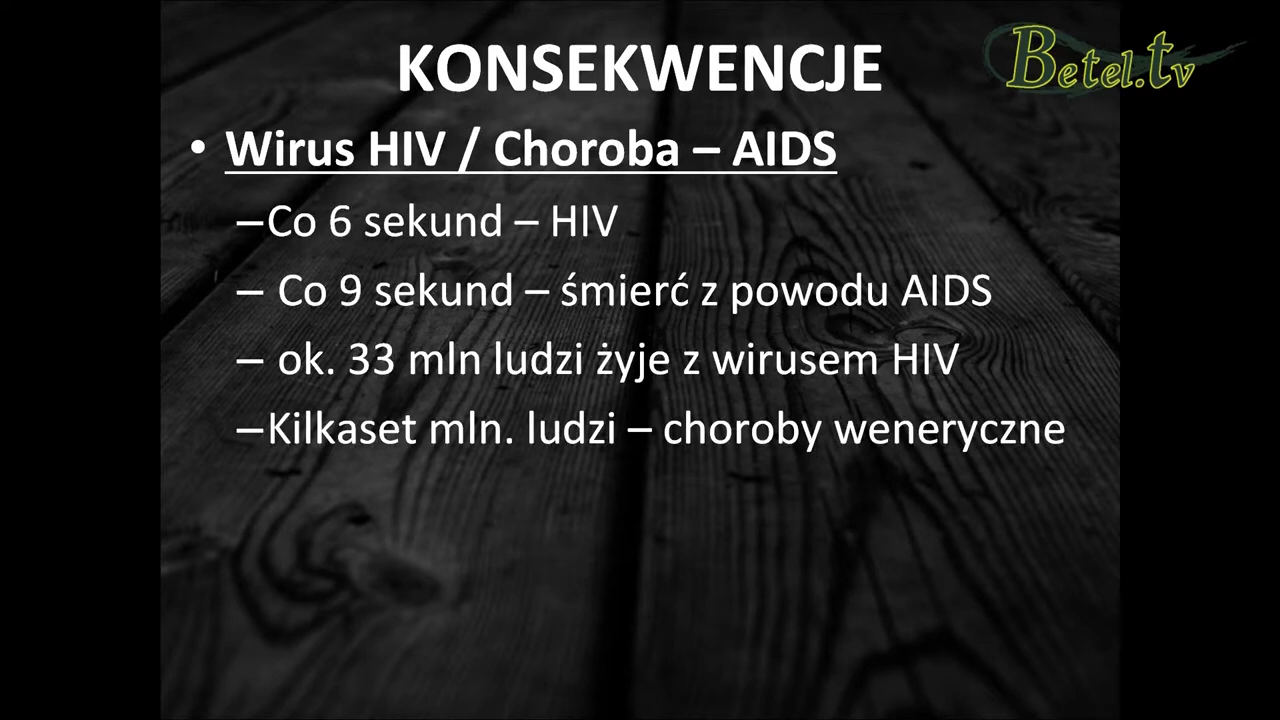 KONSEKWENCJE
Betel.tv
• Wirus HIV / Choroba – AIDS
–Co 6 sekund – HIV
– Co 9 sekund – śmierć z powodu AIDS
– ok. 33 mln ludzi żyje z wirusem HIV
–Kilkaset mln. ludzi – choroby weneryczne